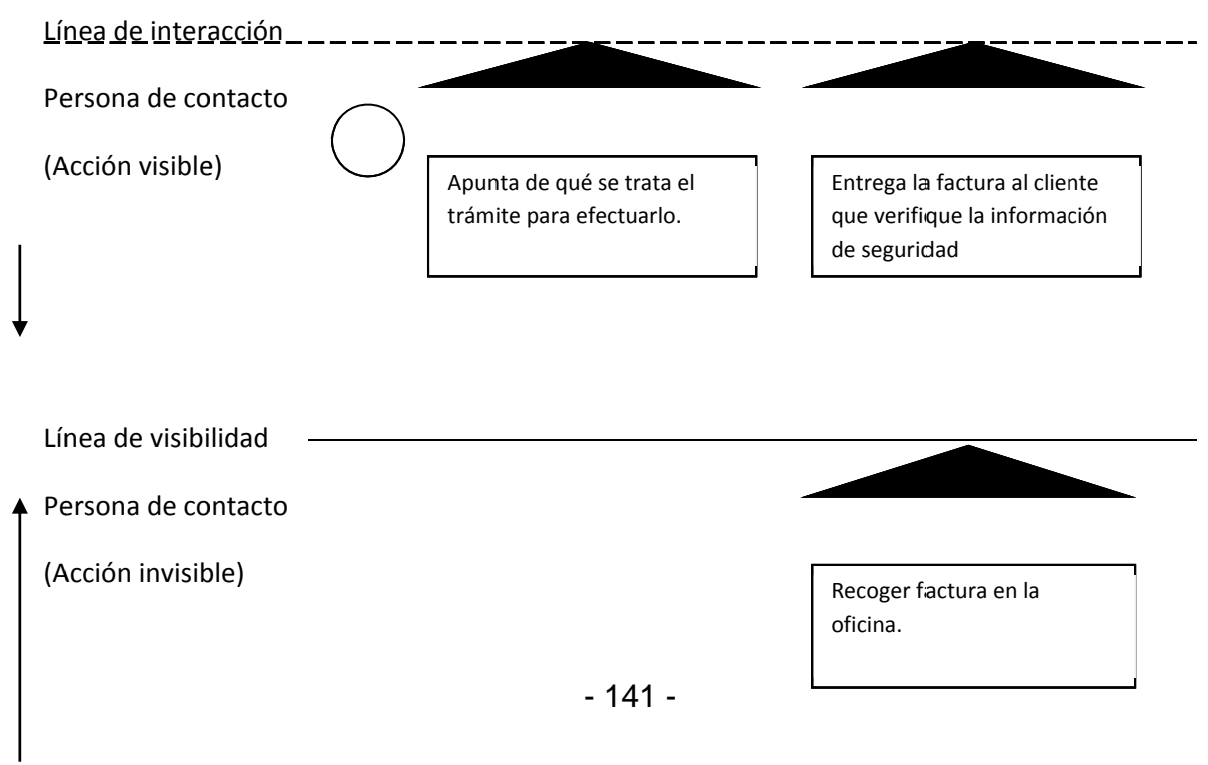 Línea de interacción
Persona de contacto
(Acción visible)
Apunta de qué se trata el
trámite para efectuarlo.
Entrega la factura al cliente
que verifique la información
de seguridad
Línea de visibilidad
Persona de contacto
(Acción invisible)
Recoger factura en la
oficina.
- 141 -